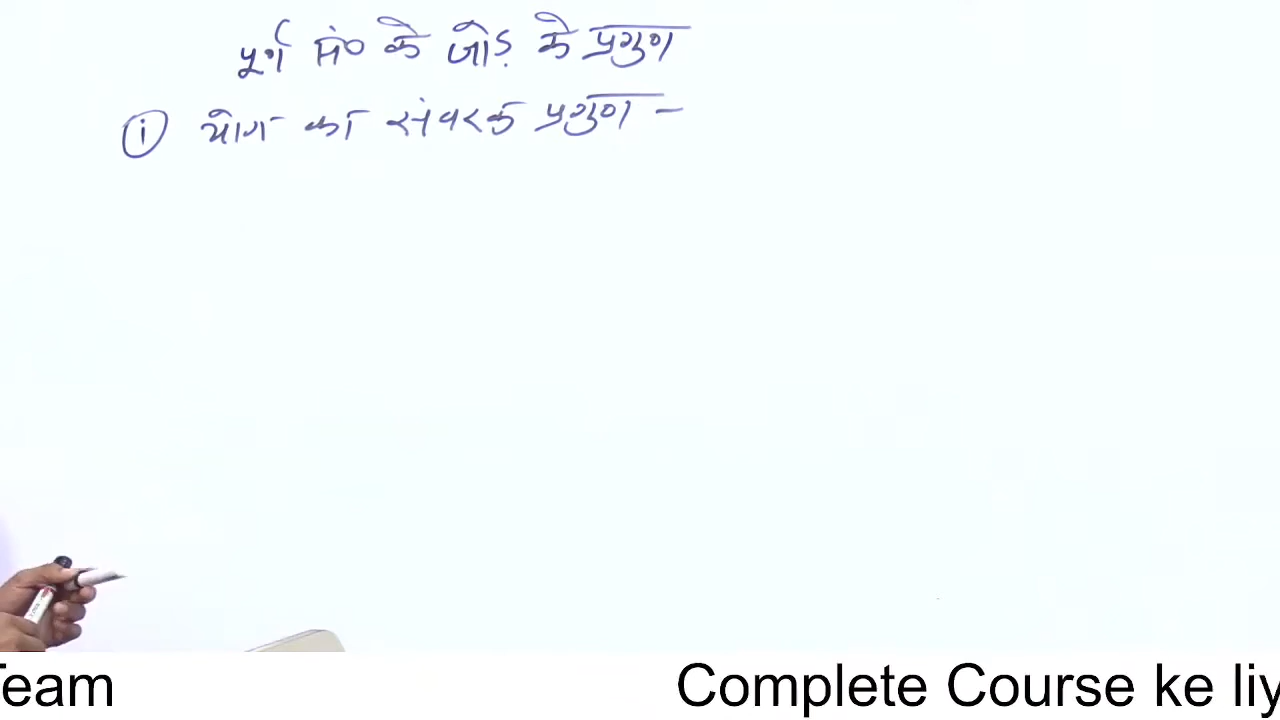 पूर्ण सं० के जोड़ के प्रगुण
(i) योग का संवरक प्रगुण –
Team Complete Course ke liy